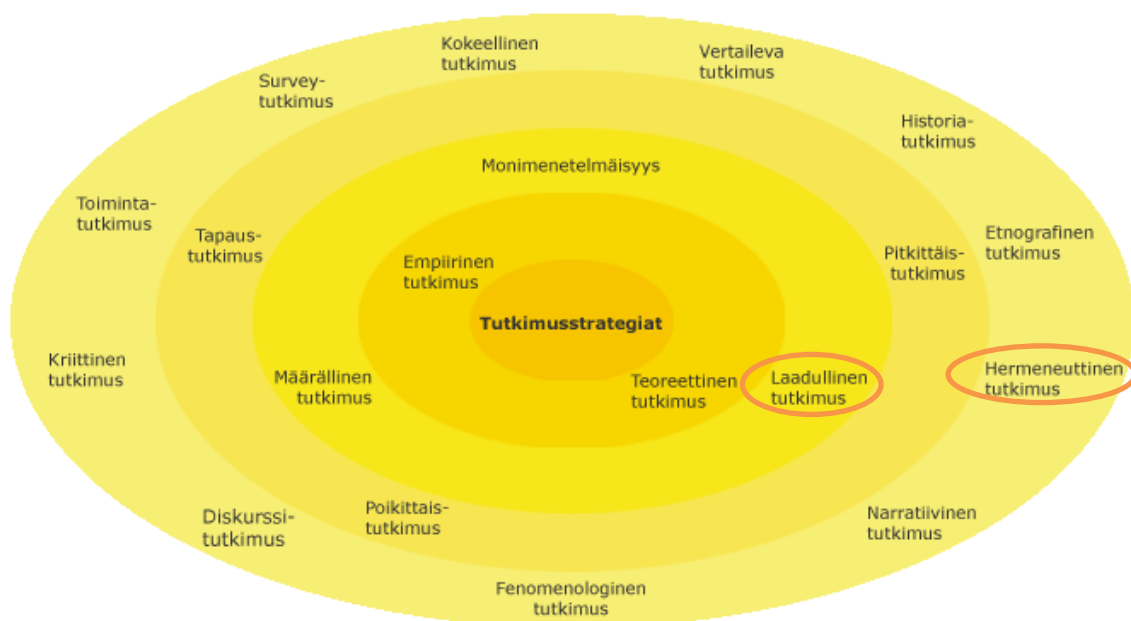 Kokeellinen
tutkimus
Vertaileva
tutkimus
Survey-
tutkimus
Historia-
tutkimus
Monimenetelmäisyys
Toiminta-
tutkimus
Tapaus-
tutkimus
Etnografinen
tutkimus
Pitkittäis-
tutkimus
Empiirinen
tutkimus
Tutkimusstrategiat
Kriittinen
tutkimus
Määrällinen
tutkimus
Teoreettinen
tutkimus
Laadullinen
tutkimus
Hermeneuttinen
tutkimus
Diskurssi-
tutkimus
Poikittais-
tutkimus
Narratiivinen
tutkimus
Fenomenologinen
tutkimus